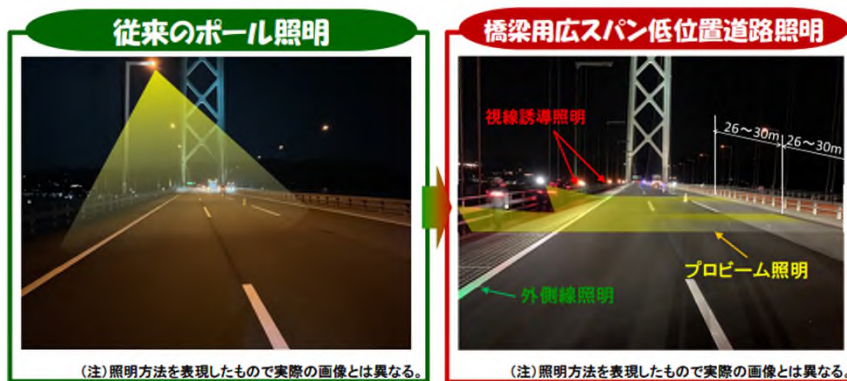 従来のポール照明
橋梁用広スパン低位置道路照明
視線誘導照明
26～30m
26～30m
プロビーム照明
外側線照明
(注)照明方法を表現したもので実際の画像とは異なる。
(注)照明方法を表現したもので実際の画像とは異なる。